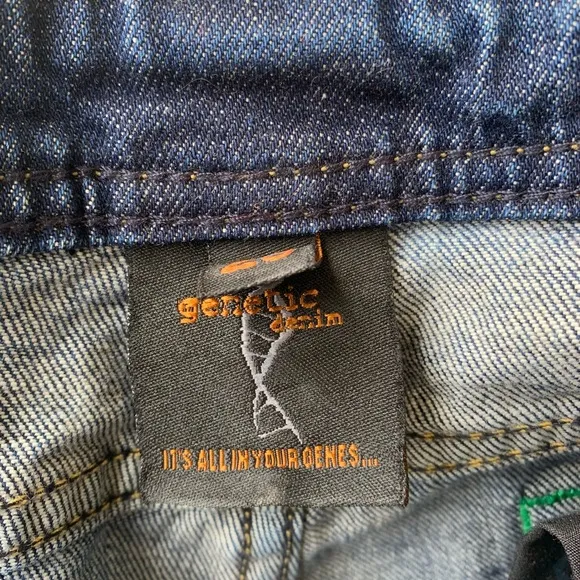 genetic
denim
IT'S ALL IN YOUR GENES...